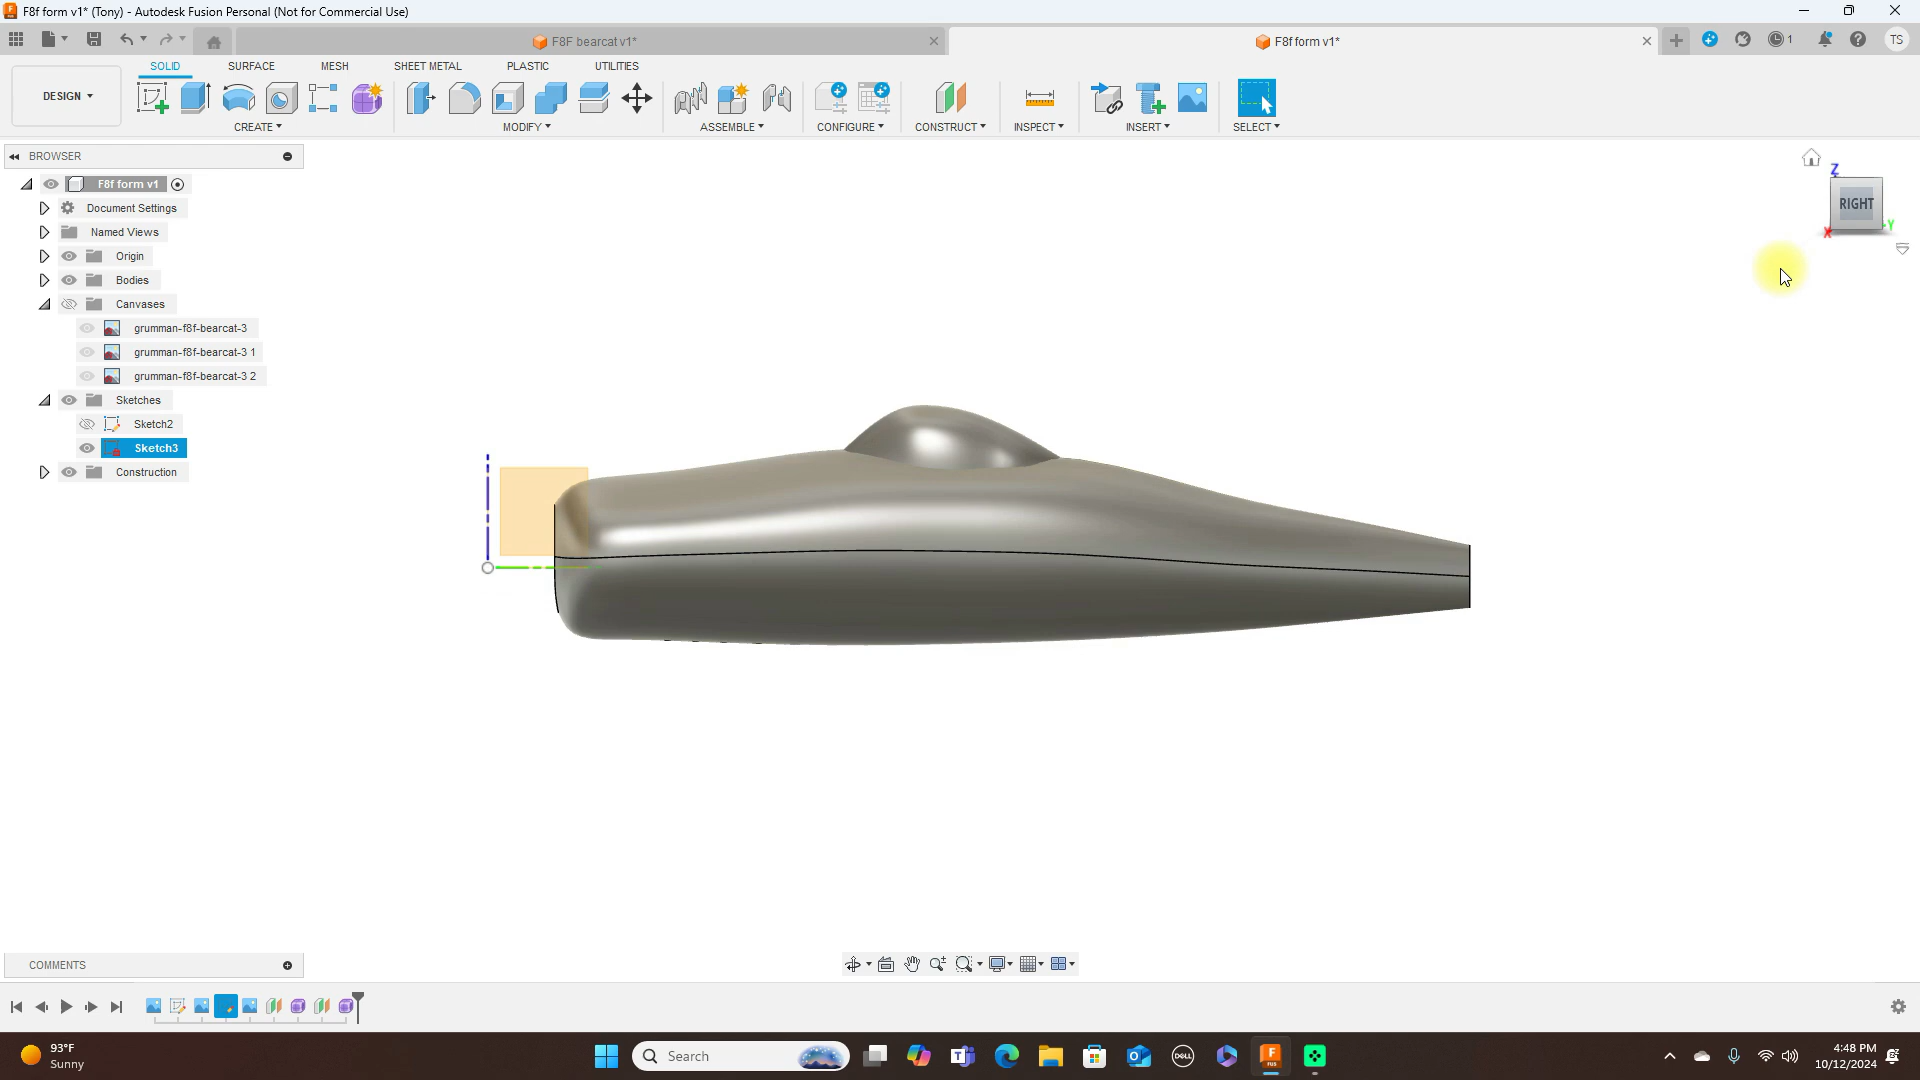 F8f form v1* (Tony) - Autodesk Fusion Personal (Not for Commercial Use)
F8F bearcat v1*
F8f form v1*
1
TS
SOLID
SURFACE
MESH
SHEET METAL
PLASTIC
UTILITIES
DESIGN
CREATE
MODIFY
ASSEMBLE
CONFIGURE
CONSTRUCT
INSPECT
INSERT
SELECT
BROWSER
F8f form v1
Document Settings
Named Views
Origin
Bodies
Canvases
grumman-f8f-bearcat-3
grumman-f8f-bearcat-3 1
grumman-f8f-bearcat-3 2
Sketches
Sketch2
Sketch3
Construction
Z
RIGHT
X
Y
COMMENTS
93°F
Sunny
Search
DELL
F
FUS
4:48 PM
10/12/2024